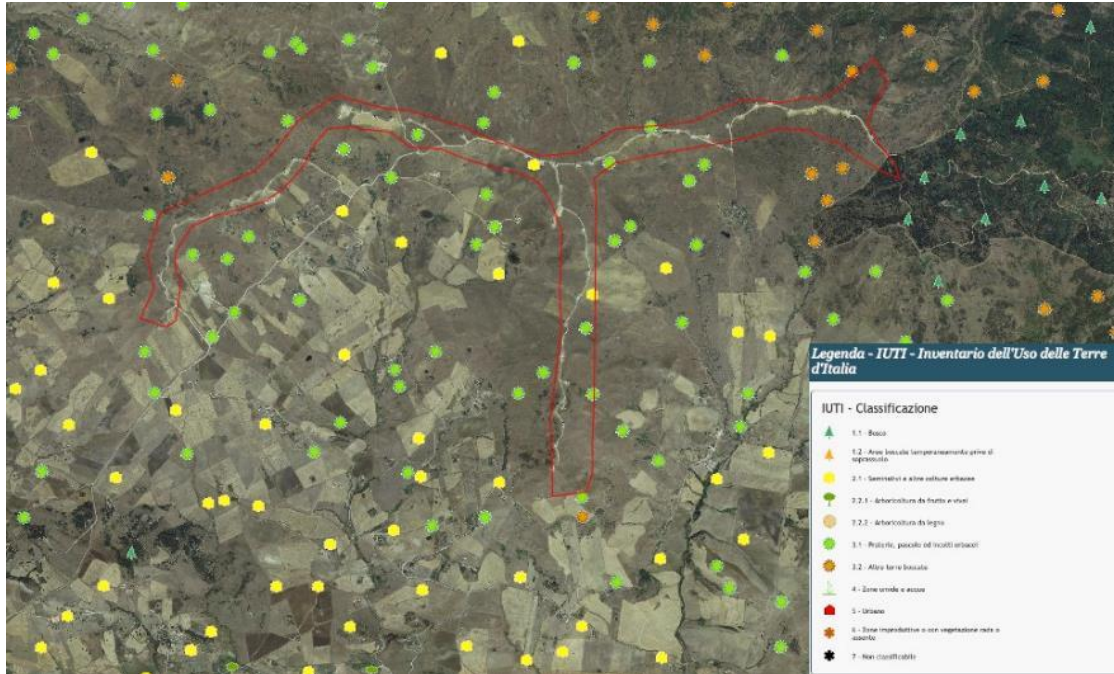 Legenda - IUTI - Inventario dell'Uso delle Terre
d'Italia
IUTI - Classificazione
1.1 - Bosco
1.2 - Aree boscate temporaneamente prive di
soprassuolo
2.1 - Seminativi e altre colture erbacee
2.2.1 - Arboricoltura da frutto e vivai
2.2.2 - Arboricoltura da legno
3.1 - Praterie, pascolo ed incolti erbacei
3.2 - Altre terre boscate
4 - Zone umide e acque
5 - Urbano
6 - Zone improduttive o con vegetazione rada o
assente
7 - Non classificabile